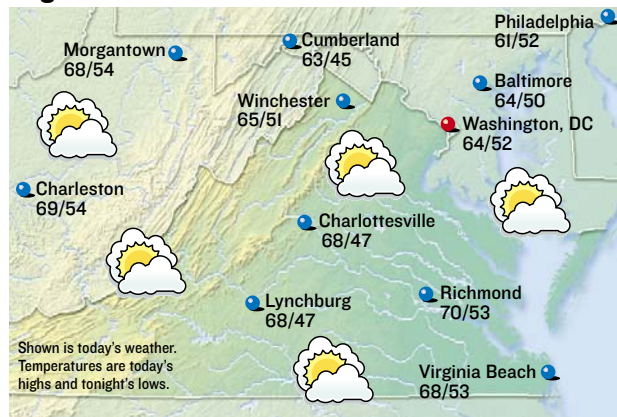 Philadelphia
61/52
Morgantown
68/54
Cumberland
63/45
Baltimore
64/50
Winchester
65/51
Washington, DC
64/52
Charleston
69/54
Charlottesville
68/47
Lynchburg
68/47
Richmond
70/53
Shown is today's weather.
Temperatures are today's
highs and tonight's lows.
Virginia Beach
68/53